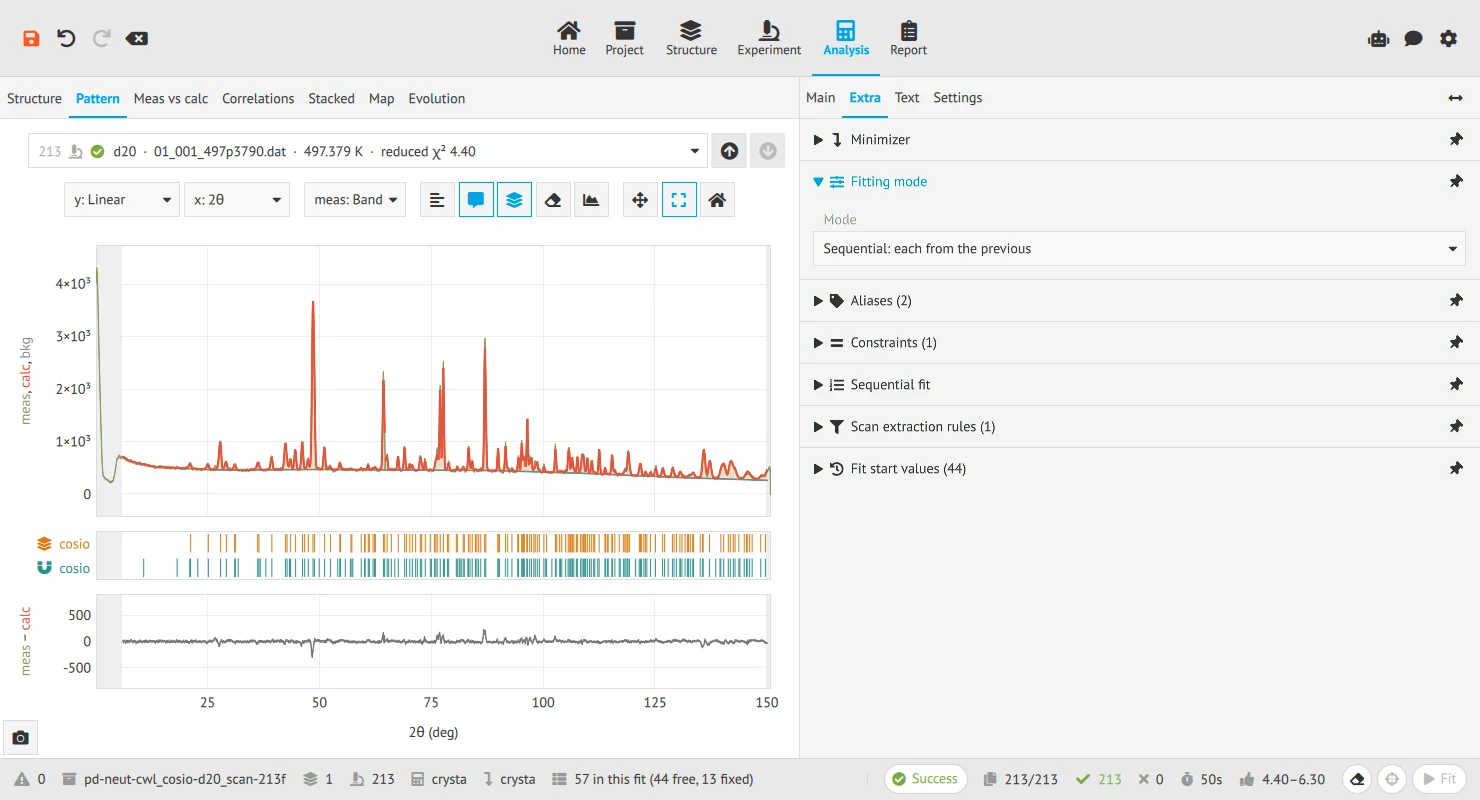 Home Project Structure Experiment Analysis Report
Structure Pattern Meas vs calc Correlations Stacked Map Evolution
Main Extra Text Settings
213 d20 · 01_001_497p3790.dat · 497.379 K · reduced χ² 4.40
Minimizer
y: Linear x: 2θ meas: Band
Fitting mode
Mode
Sequential: each from the previous
Aliases (2)
Constraints (1)
Sequential fit
Scan extraction rules (1)
Fit start values (44)
meas, calc, bkg
4×10³
3×10³
2×10³
1×10³
0
cosio
cosio
meas – calc
500
0
-500
25 50 75 100 125 150
2θ (deg)
0 pd-neut-cwl_cosio-d20_scan-213f 1 213 crysta crysta 57 in this fit (44 free, 13 fixed) Success 213/213 213 0 50s 4.40–6.30 Fit